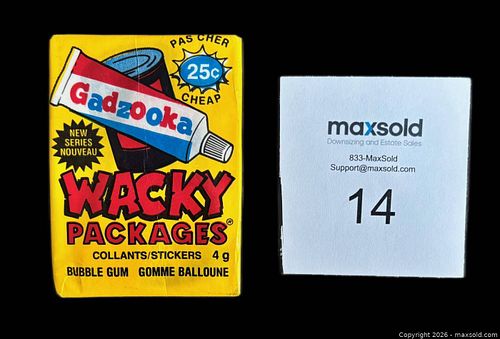 PAS CHER
25¢
CHEAP
Gadzooka
NEW
SERIES
NOUVEAU
WACKY
PACKAGES®
COLLANTS/STICKERS 4 g
BUBBLE GUM GOMME BALLOUNE
maxsold
Downsizing and Estate Sales
833-MaxSold
Support@maxsold.com
14
Copyright 2026 - maxsold.com